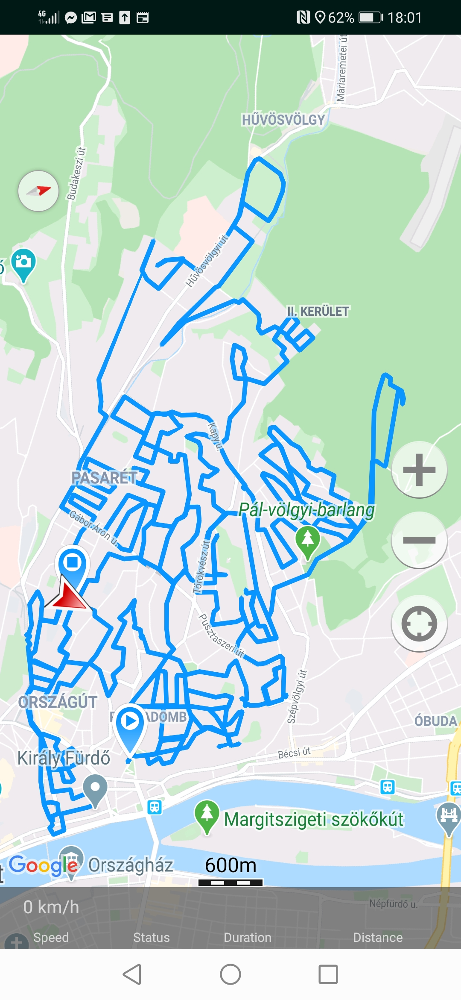 4G 62% 18:01
Máriaremetei út
HŰVÖSVÖLGY
Budakeszi út
Hűvösvölgyi út
ő
II. KERÜLET
Kapy u.
PASARÉT
Pál-völgyi-barlang
Gábor Áron u.
Törökvész út
Pusztaszeri út
Szépvölgyi út
ORSZÁGÚT
ADOMB
ÓBUDA
Bécsi út
Király Fürdő
Margitszigeti szökőkút
Google
Országház
600m
t
0 km/h
Népfürdő u.
Speed Status Duration Distance